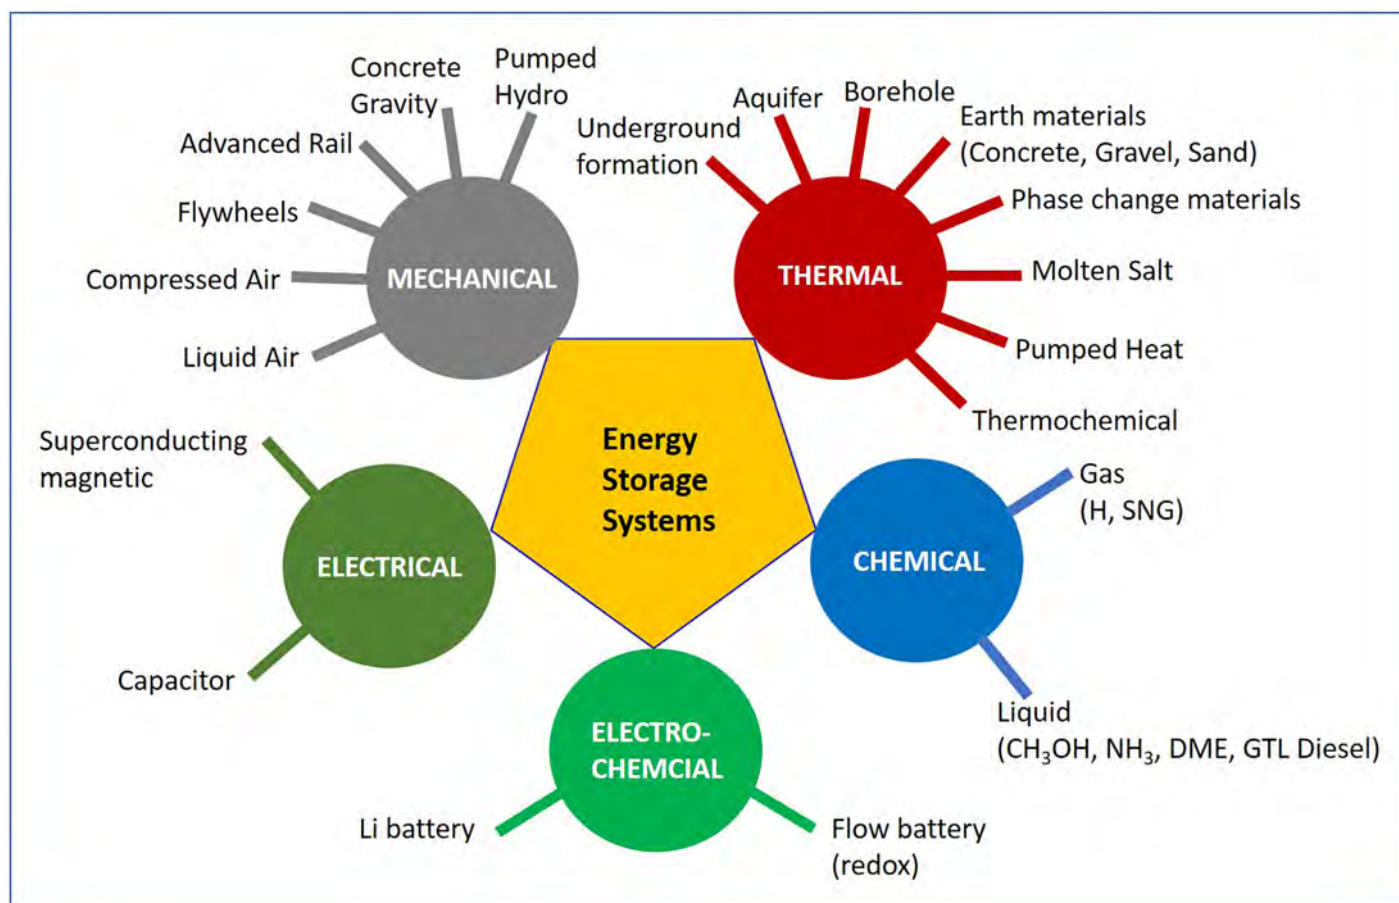 Concrete
Gravity
Pumped
Hydro
Advanced Rail
Flywheels
Compressed Air
Liquid Air
MECHANICAL
Underground
formation
Aquifer
Borehole
Earth materials
(Concrete, Gravel, Sand)
Phase change materials
Molten Salt
Pumped Heat
Thermochemical
THERMAL
Energy
Storage
Systems
Superconducting
magnetic
ELECTRICAL
Capacitor
Gas
(H, SNG)
CHEMICAL
Liquid
(CH₃OH, NH₃, DME, GTL Diesel)
ELECTRO-
CHEMCIAL
Li battery
Flow battery
(redox)